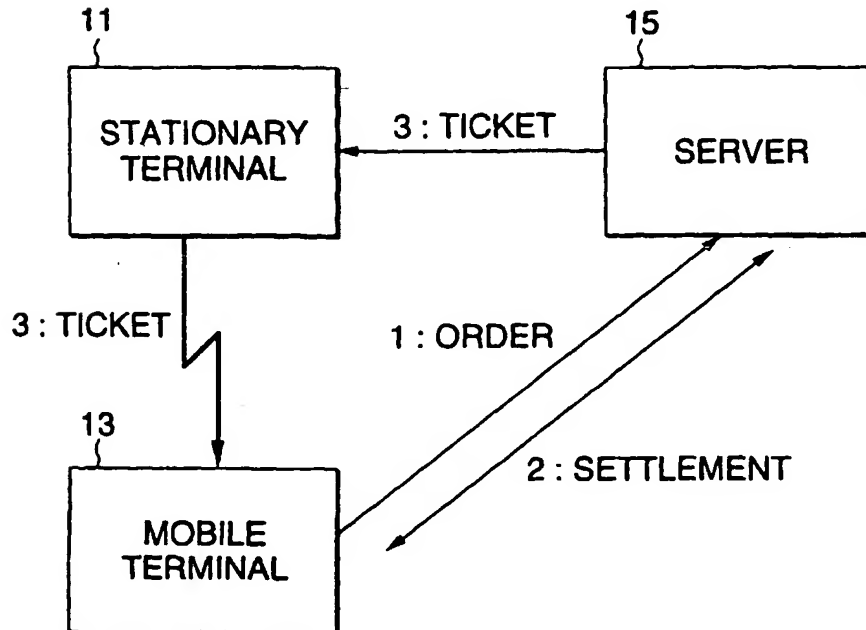 11
15
STATIONARY
TERMINAL
3 : TICKET
SERVER
3 : TICKET
1 : ORDER
13
2 : SETTLEMENT
MOBILE
TERMINAL